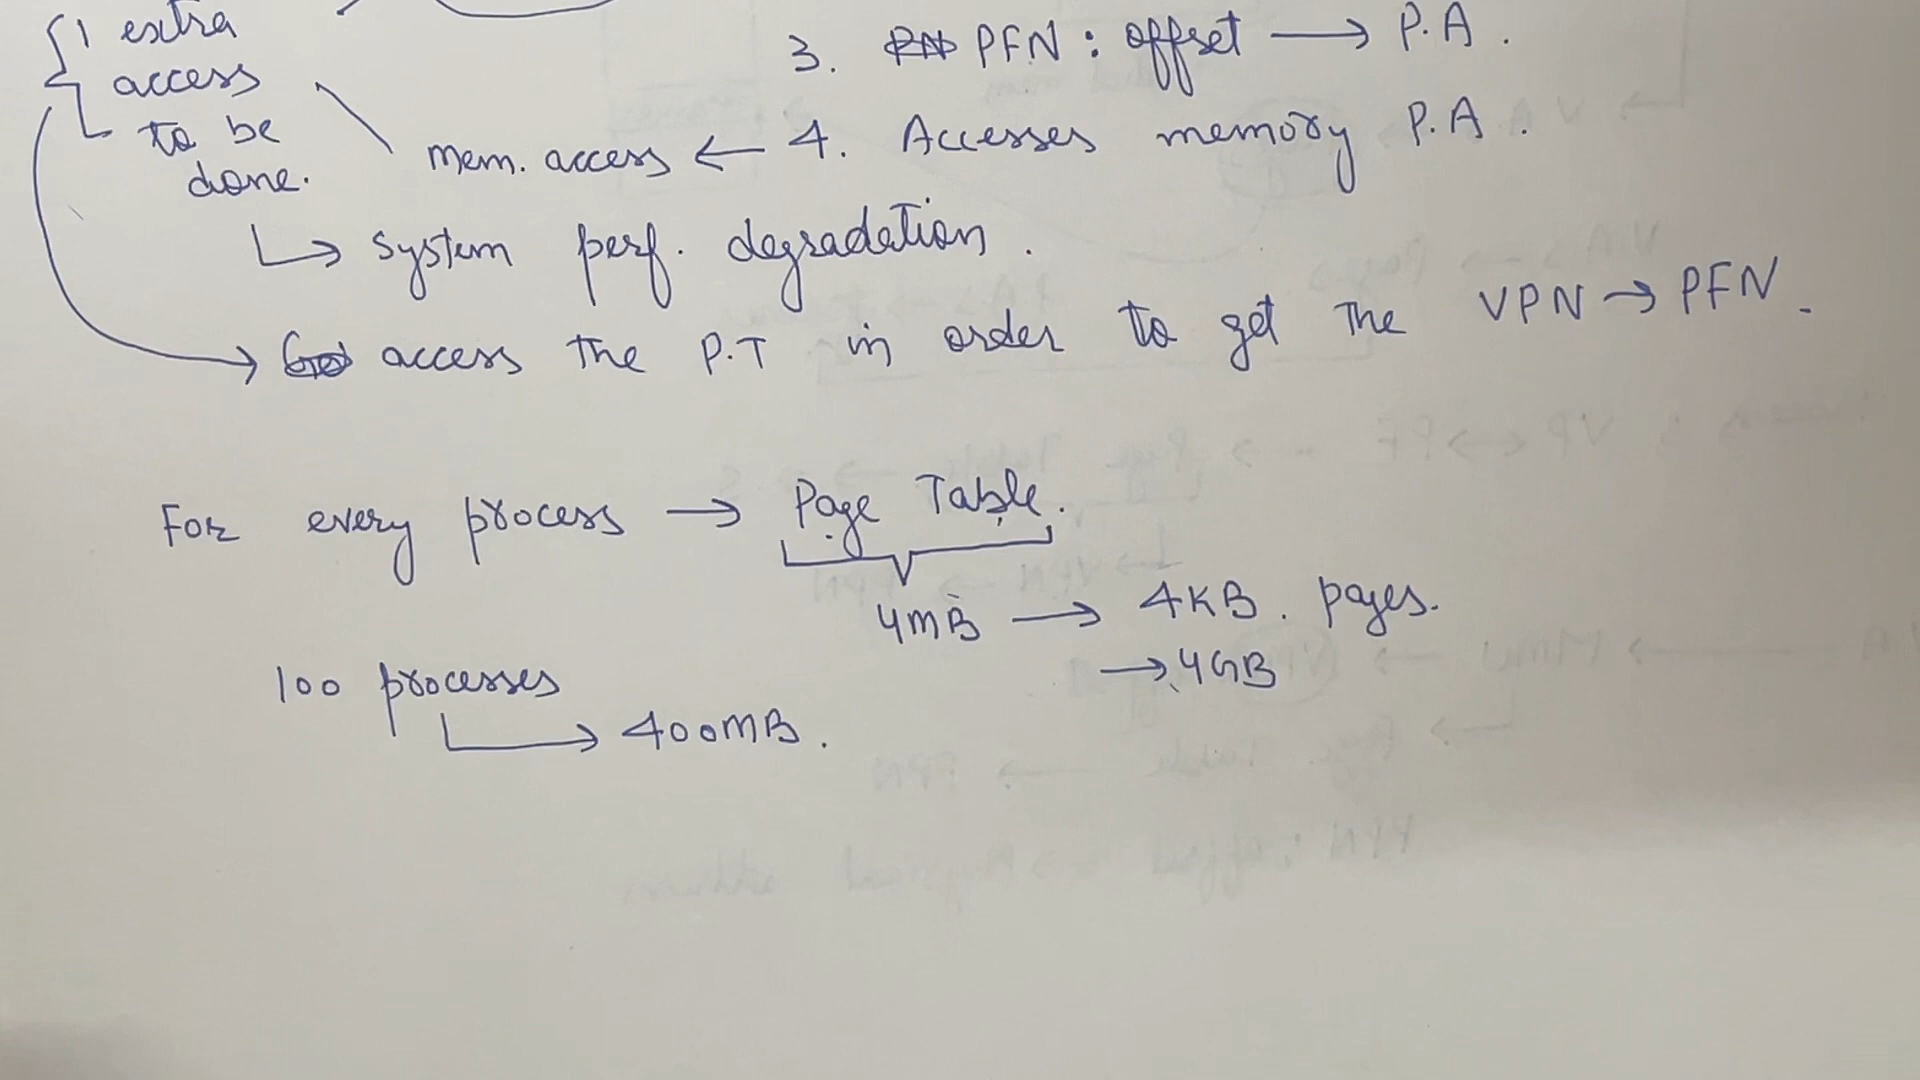 {1 extra
access
to be
done.
3. PFN : offset → P.A .
mem. access ← 4. Accesses memory P.A .
↳ system perf. degradation .
→ access the P.T in order to get the VPN → PFN .
For every process → Page Table .
4MB → 4KB . pages.
→ 4GB
100 processes
↳ 400MB .